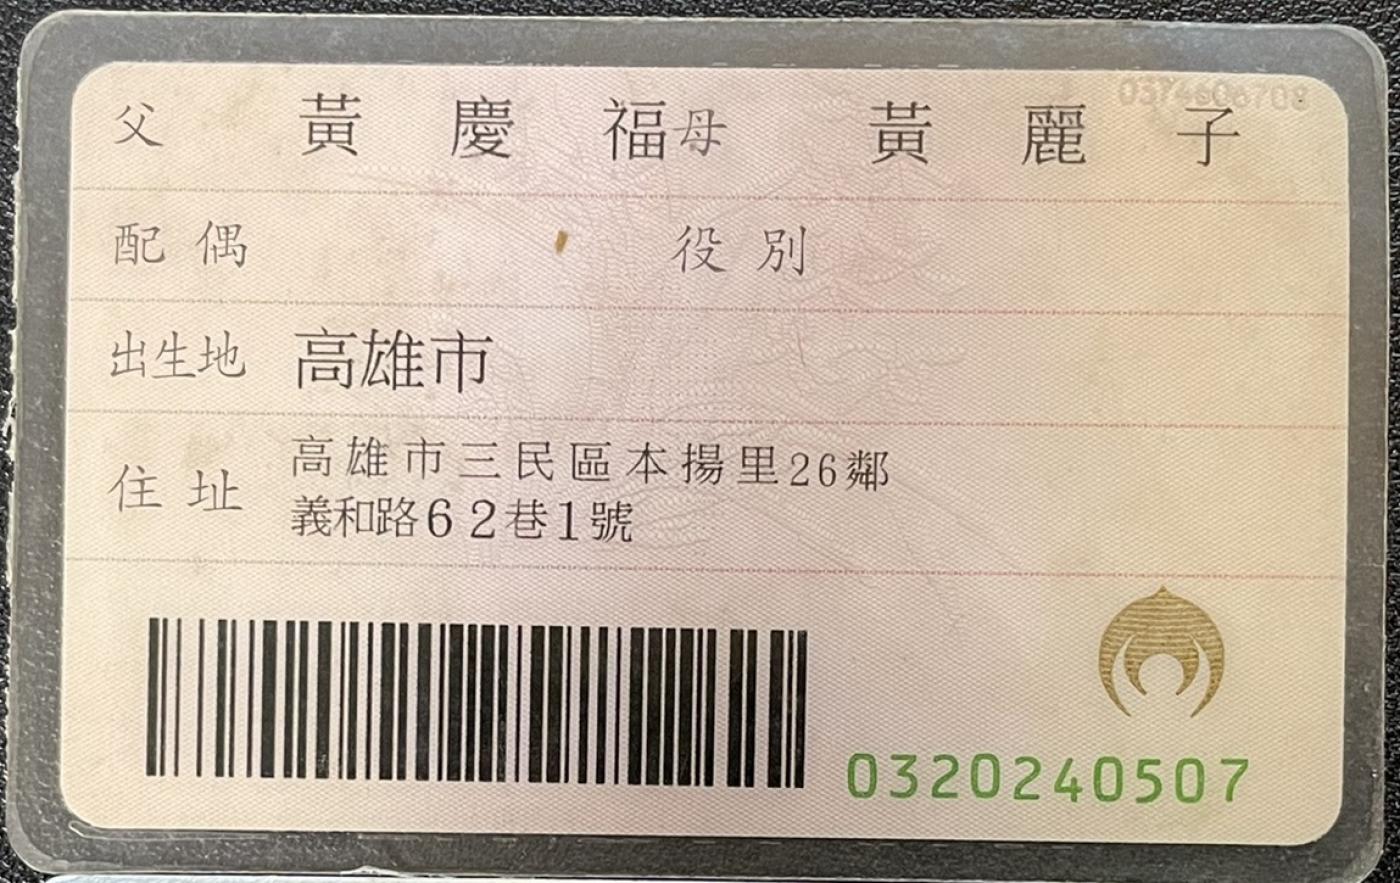 0374606708
父 黃慶福 母 黃麗子
配偶 役別
出生地 高雄市
住址 高雄市三民區本揚里26鄰
義和路62巷1號
0320240507